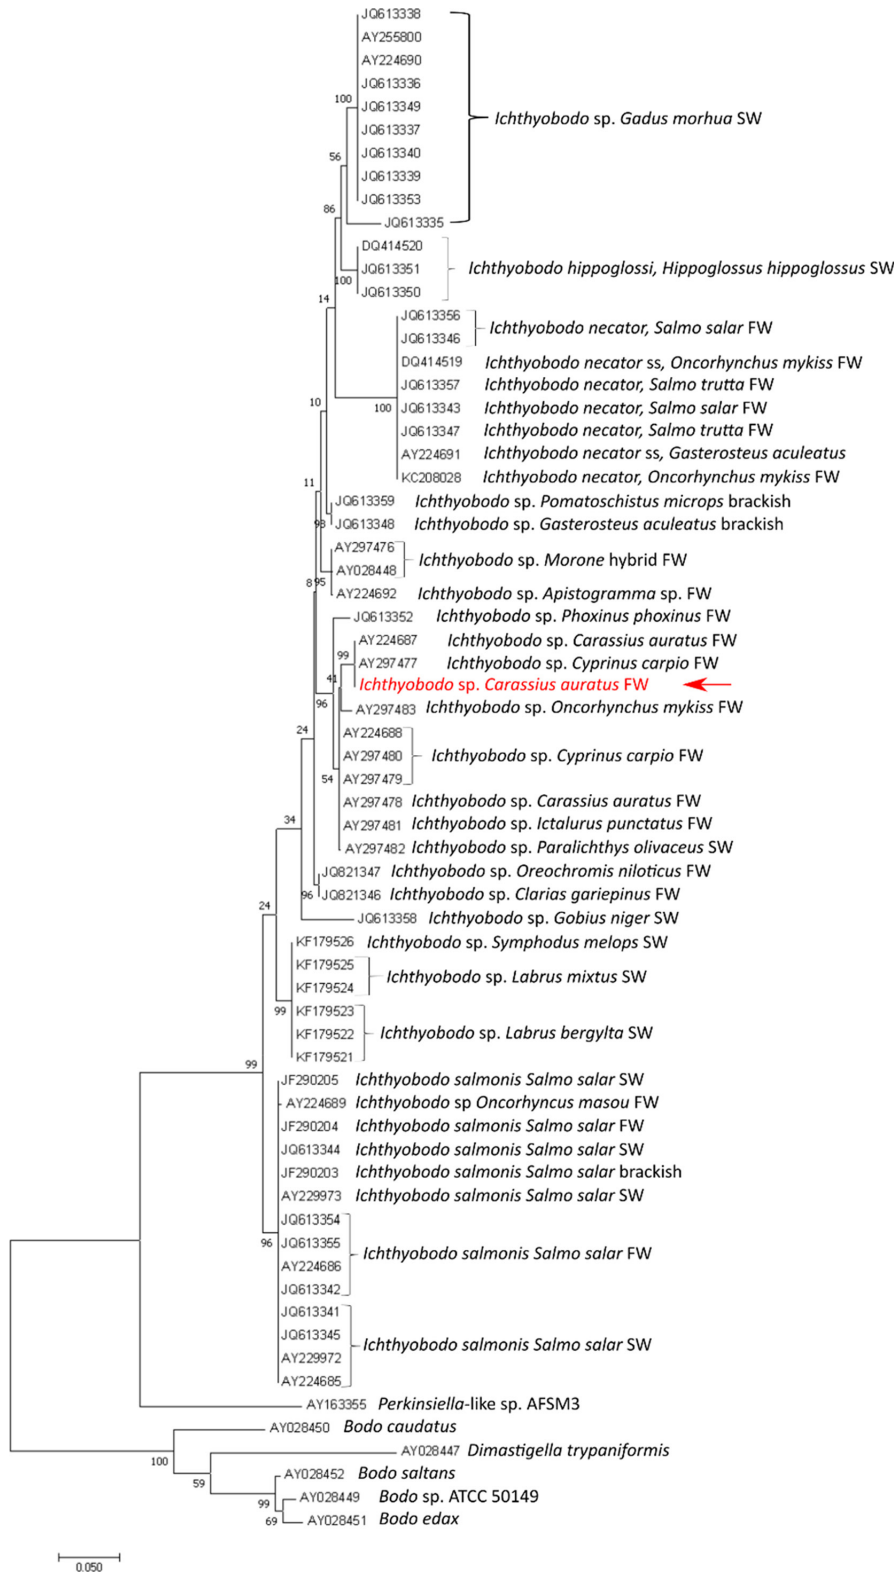 JQ613338
AY255800
AY224690
JQ613336
100
JQ613349
Ichthyobodo sp. Gadus morhua SW
JQ613337
JQ613340
56
JQ613339
JQ613353
86
JQ613335
DQ414520
JQ613351 Ichthyobodo hippoglossi, Hippoglossus hippoglossus SW
100
JQ613350
14
JQ613356
Ichthyobodo necator, Salmo salar FW
JQ613346
DQ414519 Ichthyobodo necator ss, Oncorhynchus mykiss FW
JQ613357 Ichthyobodo necator, Salmo trutta FW
100
JQ613343 Ichthyobodo necator, Salmo salar FW
10
JQ613347 Ichthyobodo necator, Salmo trutta FW
AY224691 Ichthyobodo necator ss, Gasterosteus aculeatus
KC208028 Ichthyobodo necator, Oncorhynchus mykiss FW
11
JQ613359 Ichthyobodo sp. Pomatoschistus microps brackish
98
JQ613348 Ichthyobodo sp. Gasterosteus aculeatus brackish
AY297476
Ichthyobodo sp. Morone hybrid FW
AY028448
8
95
AY224692 Ichthyobodo sp. Apistogramma sp. FW
JQ613352 Ichthyobodo sp. Phoxinus phoxinus FW
AY224687 Ichthyobodo sp. Carassius auratus FW
99
AY297477 Ichthyobodo sp. Cyprinus carpio FW
41
Ichthyobodo sp. Carassius auratus FW
96
AY297483 Ichthyobodo sp. Oncorhynchus mykiss FW
24
AY224688
AY297480 Ichthyobodo sp. Cyprinus carpio FW
54
AY297479
AY297478 Ichthyobodo sp. Carassius auratus FW
34
AY297481 Ichthyobodo sp. Ictalurus punctatus FW
AY297482 Ichthyobodo sp. Paralichthys olivaceus SW
JQ821347 Ichthyobodo sp. Oreochromis niloticus FW
96
JQ821346 Ichthyobodo sp. Clarias gariepinus FW
24
JQ613358 Ichthyobodo sp. Gobius niger SW
KF179526 Ichthyobodo sp. Symphodus melops SW
KF179525
Ichthyobodo sp. Labrus mixtus SW
KF179524
99
KF179523
KF179522 Ichthyobodo sp. Labrus bergylta SW
KF179521
99
JF290205 Ichthyobodo salmonis Salmo salar SW
AY224689 Ichthyobodo sp Oncorhyncus masou FW
JF290204 Ichthyobodo salmonis Salmo salar FW
JQ613344 Ichthyobodo salmonis Salmo salar SW
JF290203 Ichthyobodo salmonis Salmo salar brackish
AY229973 Ichthyobodo salmonis Salmo salar SW
JQ613354
96
JQ613355
Ichthyobodo salmonis Salmo salar FW
AY224686
JQ613342
JQ613341
JQ613345
Ichthyobodo salmonis Salmo salar SW
AY229972
AY224685
AY163355 Perkinsiella-like sp. AFSM3
AY028450 Bodo caudatus
100
AY028447 Dimastigella trypaniformis
59
AY028452 Bodo saltans
99
AY028449 Bodo sp. ATCC 50149
69
AY028451 Bodo edax
0.050